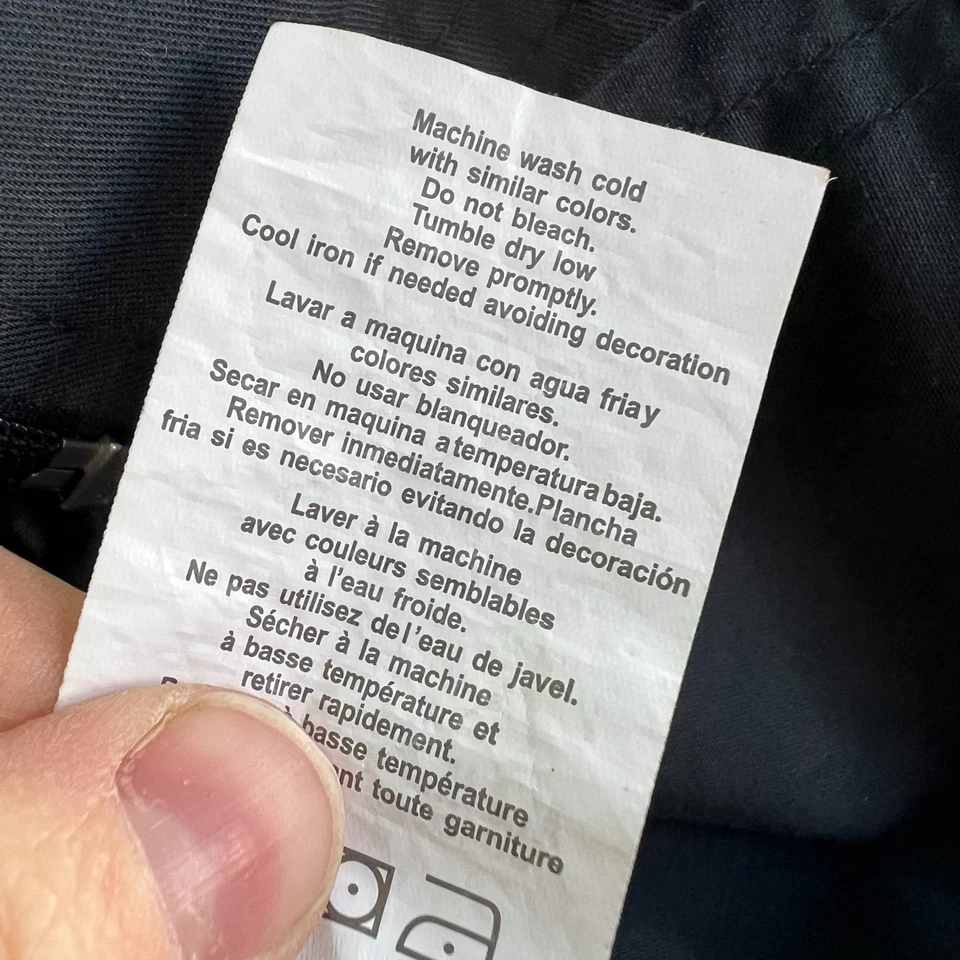 Machine wash cold
with similar colors.
Do not bleach.
Tumble dry low
Remove promptly.
Cool iron if needed avoiding decoration
Lavar a maquina con agua friay
colores similares.
No usar blanqueador.
Secar en maquina a temperatura baja.
Remover inmediatamente.Plancha
fria si es necesario evitando la decoración
Laver à la machine
avec couleurs semblables
à l'eau froide.
Ne pas utilisez de l'eau de javel.
Sécher à la machine
à basse température et
retirer rapidement.
à basse température
toute garniture